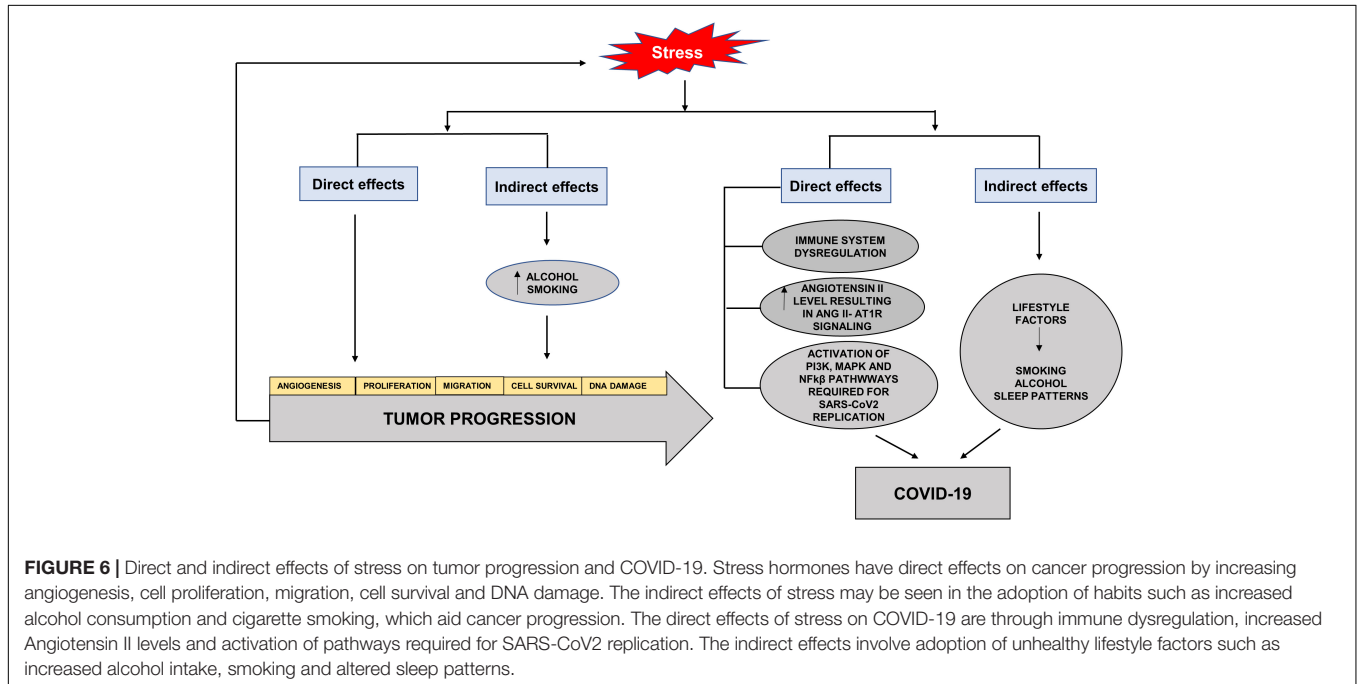 Stress
Direct effects
Indirect effects
ALCOHOL
SMOKING
ANGIOGENESIS
PROLIFERATION
MIGRATION
CELL SURVIVAL
DNA DAMAGE
TUMOR PROGRESSION
Direct effects
IMMUNE SYSTEM
DYSREGULATION
ANGIOTENSIN II
LEVEL RESULTING
IN ANG II- AT1R
SIGNALING
ACTIVATION OF
PI3K, MAPK AND
NFkβ PATHWWAYS
REQUIRED FOR
SARS-CoV2
REPLICATION
Indirect effects
LIFESTYLE
FACTORS
SMOKING
ALCOHOL
SLEEP PATTERNS
COVID-19
FIGURE 6 | Direct and indirect effects of stress on tumor progression and COVID-19. Stress hormones have direct effects on cancer progression by increasing
angiogenesis, cell proliferation, migration, cell survival and DNA damage. The indirect effects of stress may be seen in the adoption of habits such as increased
alcohol consumption and cigarette smoking, which aid cancer progression. The direct effects of stress on COVID-19 are through immune dysregulation, increased
Angiotensin II levels and activation of pathways required for SARS-CoV2 replication. The indirect effects involve adoption of unhealthy lifestyle factors such as
increased alcohol intake, smoking and altered sleep patterns.